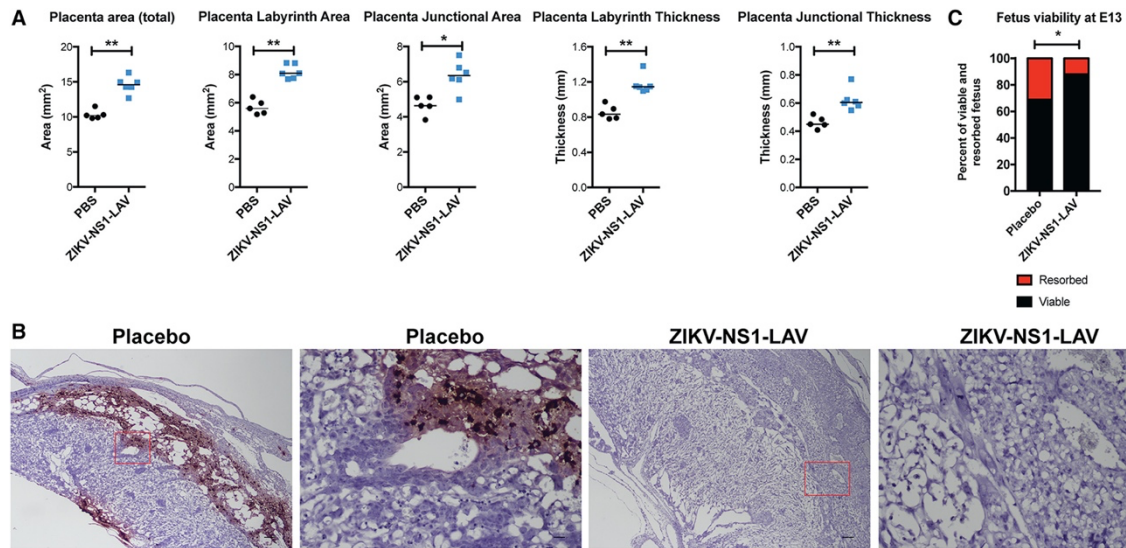 A
Placenta area (total)
Area (mm²)
20
15
10
5
0
**
PBS
ZIKV-NS1-LAV
Placenta Labyrinth Area
Area (mm²)
10
8
6
4
2
0
**
PBS
ZIKV-NS1-LAV
Placenta Junctional Area
Area (mm²)
8
6
4
2
0
*
PBS
ZIKV-NS1-LAV
Placenta Labyrinth Thickness
Thickness (mm)
1.6
1.2
0.8
0.4
0.0
**
PBS
ZIKV-NS1-LAV
Placenta Junctional Thickness
Thickness (mm)
1.0
0.8
0.6
0.4
0.2
0.0
**
PBS
ZIKV-NS1-LAV
C
Fetus viability at E13
*
Percent of viable and
resorbed fetsus
100
80
60
40
20
0
Placebo
ZIKV-NS1-LAV
Resorbed
Viable
B
Placebo
Placebo
ZIKV-NS1-LAV
ZIKV-NS1-LAV